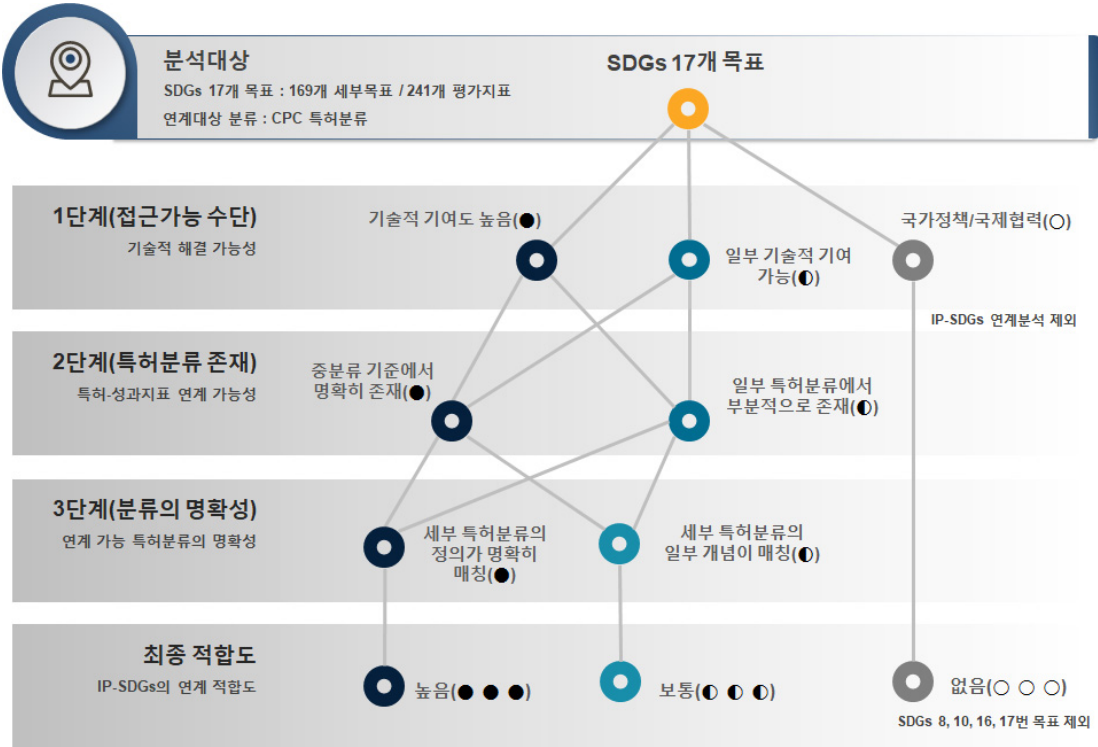 분석대상
SDGs 17개 목표 : 169개 세부목표 / 241개 평가지표
연계대상 분류 : CPC 특허분류
SDGs 17개 목표
1단계(접근가능 수단)
기술적 해결 가능성
기술적 기여도 높음(●)
일부 기술적 기여
가능(◐)
국가정책/국제협력(○)
IP-SDGs 연계분석 제외
2단계(특허분류 존재)
특허-성과지표 연계 가능성
중분류 기준에서
명확히 존재(●)
일부 특허분류에서
부분적으로 존재(◐)
3단계(분류의 명확성)
연계 가능 특허분류의 명확성
세부 특허분류의
정의가 명확히
매칭(●)
세부 특허분류의
일부 개념이 매칭(◐)
최종 적합도
IP-SDGs의 연계 적합도
높음(● ● ●)
보통(◐ ◐ ◐)
없음(○ ○ ○)
SDGs 8, 10, 16, 17번 목표 제외